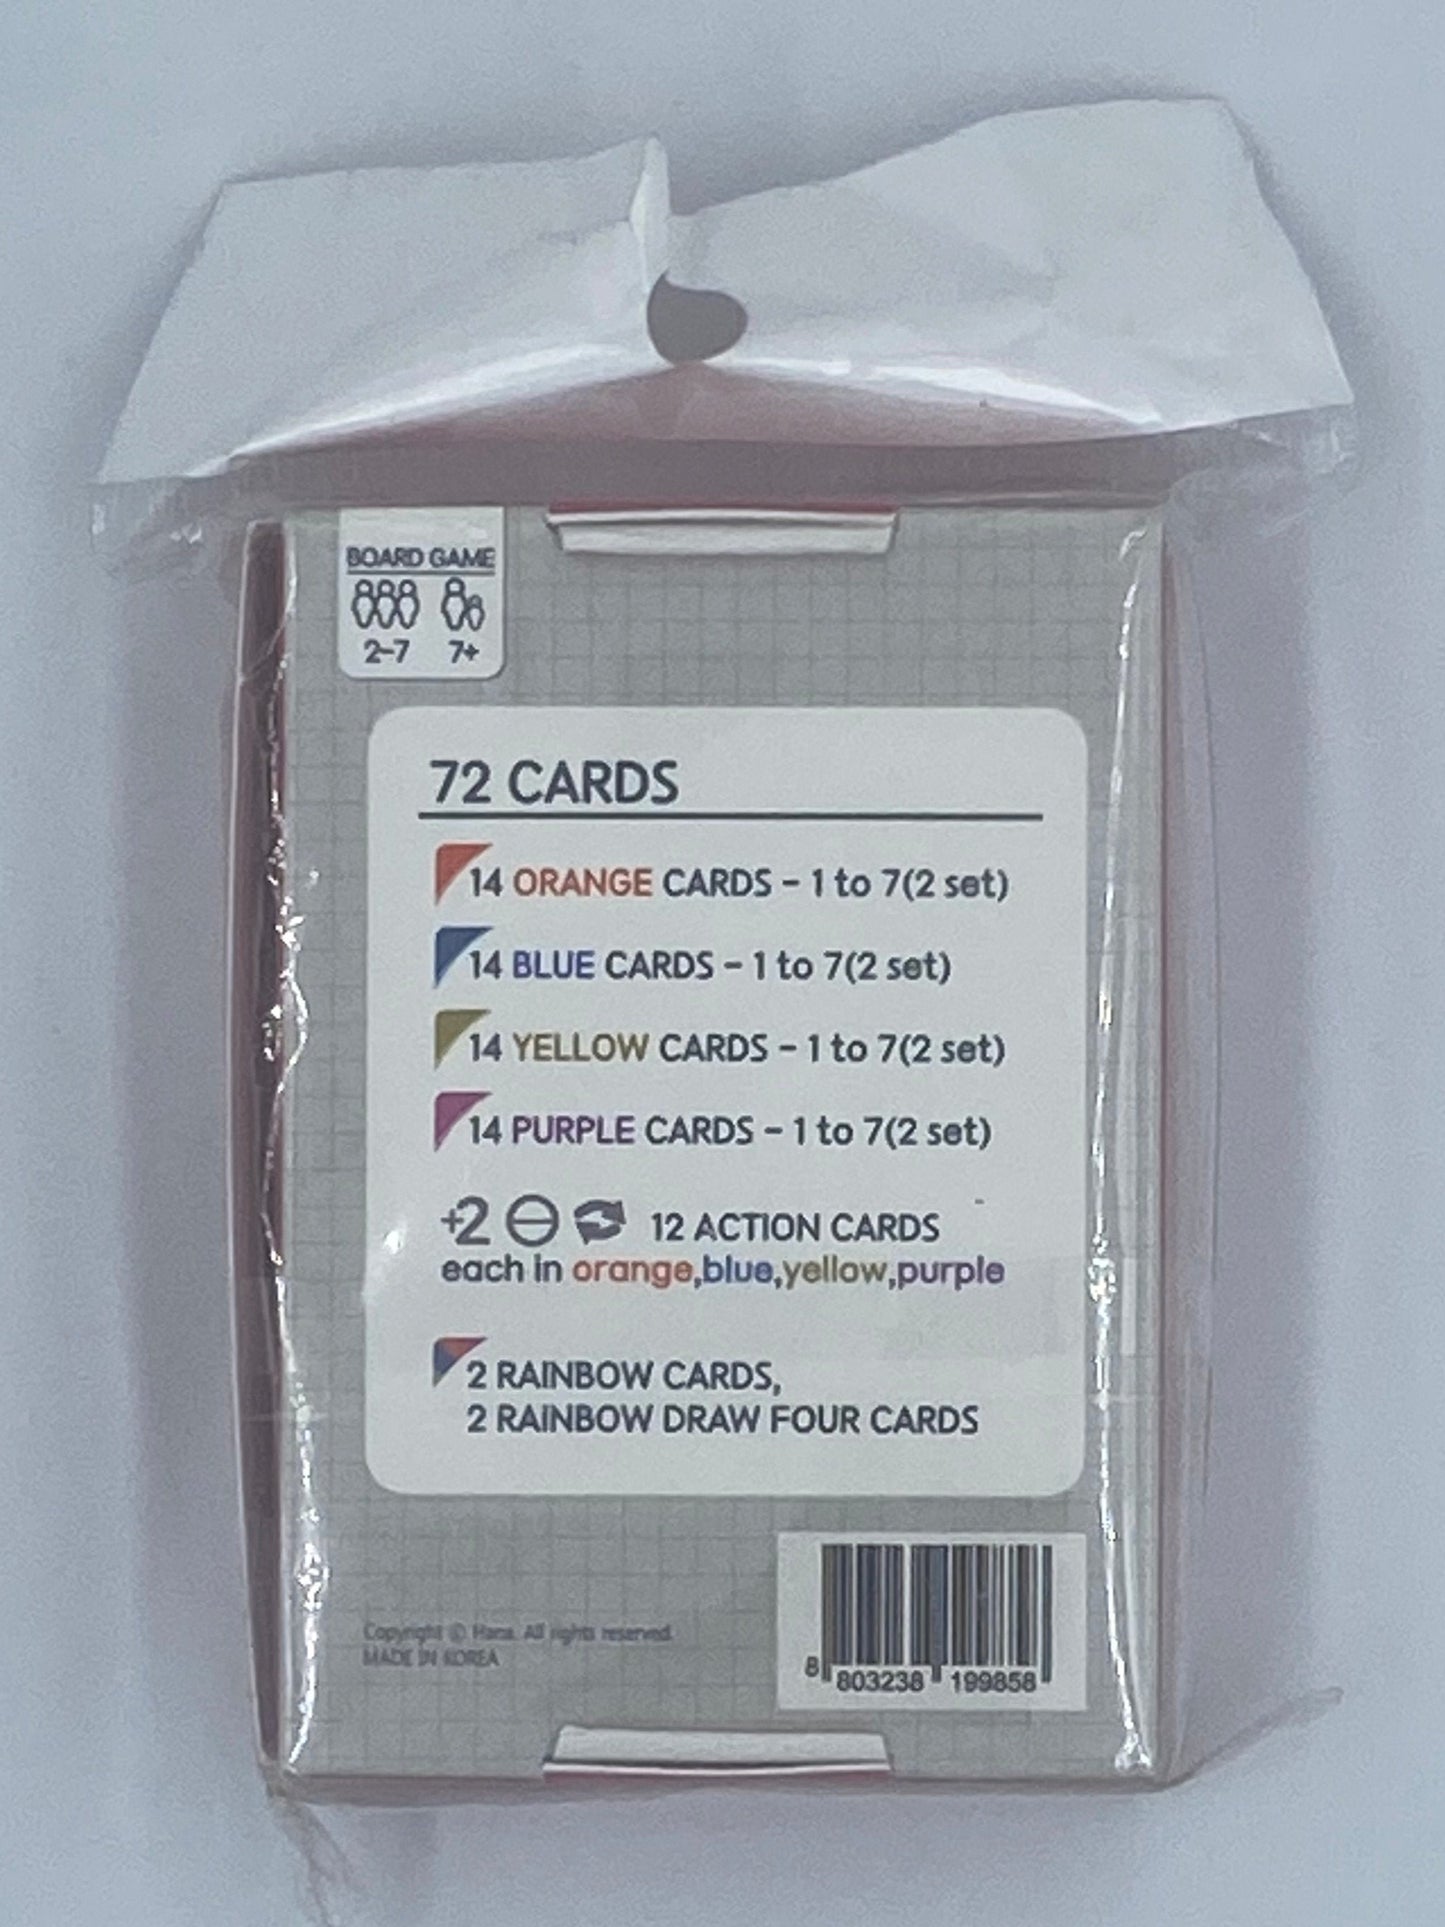 BOARD GAME
2-7 7+
72 CARDS
14 ORANGE CARDS - 1 to 7(2 set)
14 BLUE CARDS - 1 to 7(2 set)
14 YELLOW CARDS - 1 to 7(2 set)
14 PURPLE CARDS - 1 to 7(2 set)
+2 12 ACTION CARDS
each in orange,blue,yellow,purple
2 RAINBOW CARDS,
2 RAINBOW DRAW FOUR CARDS
Copyright © Hana. All rights reserved.
MADE IN KOREA
8 803238 199858